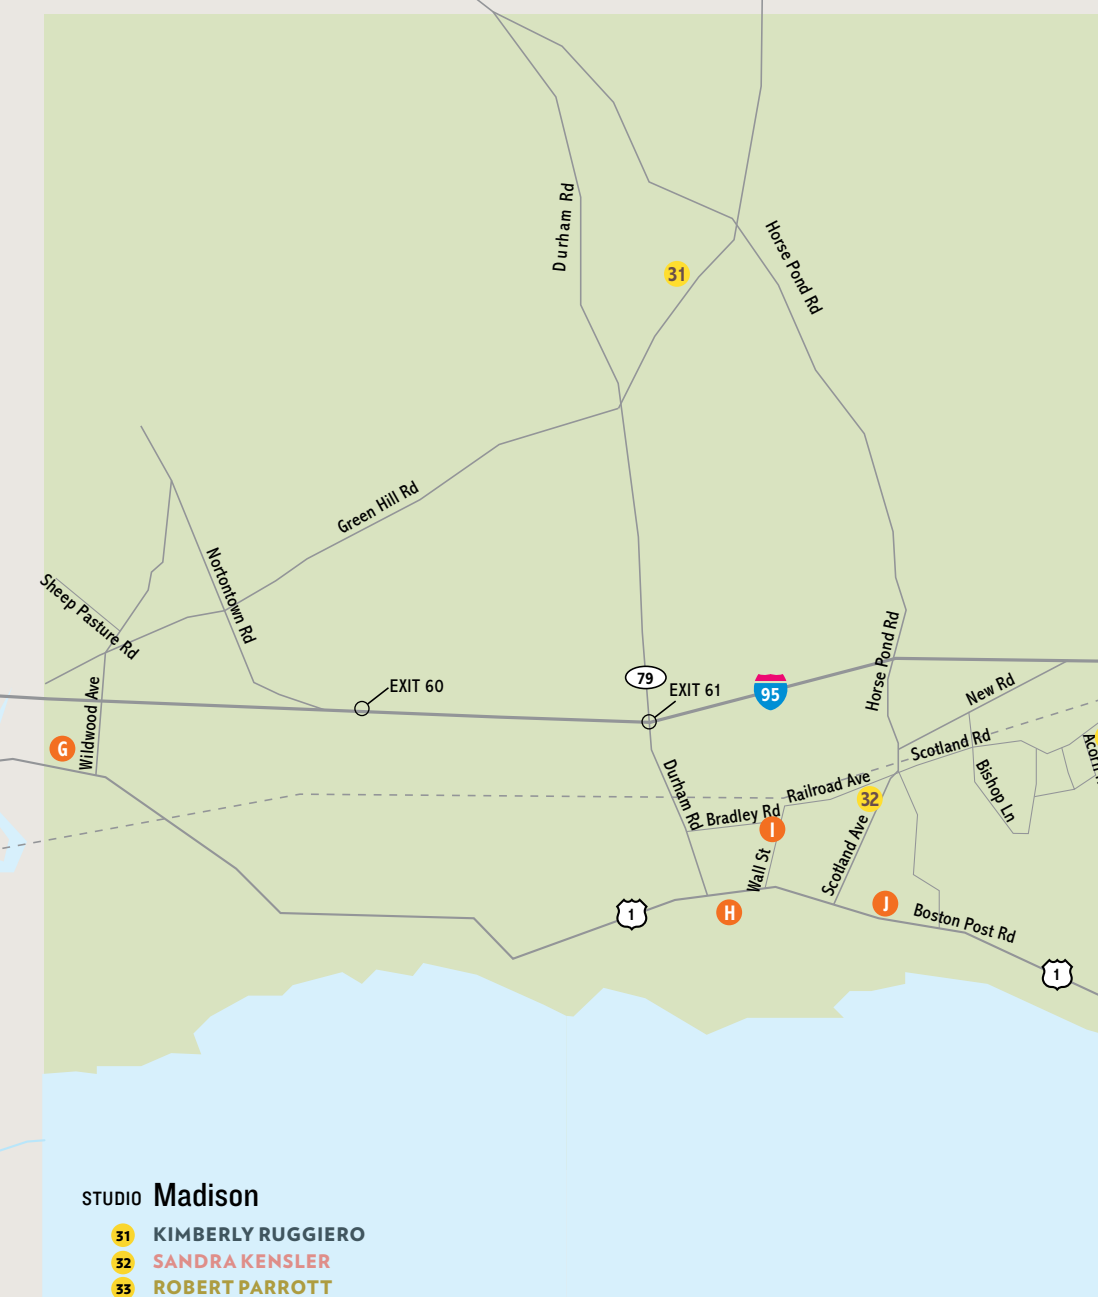 Durham Rd
31
Horse Pond Rd
Green Hill Rd
Nortontown Rd
Sheep Pasture Rd
Horse Pond Rd
79
EXIT 60
EXIT 61
95
New Rd
Wildwood Ave
G
Scotland Rd
Durham Rd
Railroad Ave
32
Bishop Ln
Bradley Rd
I
Wall St
Scotland Ave
1
H
J
Boston Post Rd
1
STUDIO Madison
31 KIMBERLY RUGGIERO
32 SANDRA KENSLER
33 ROBERT PARROTT